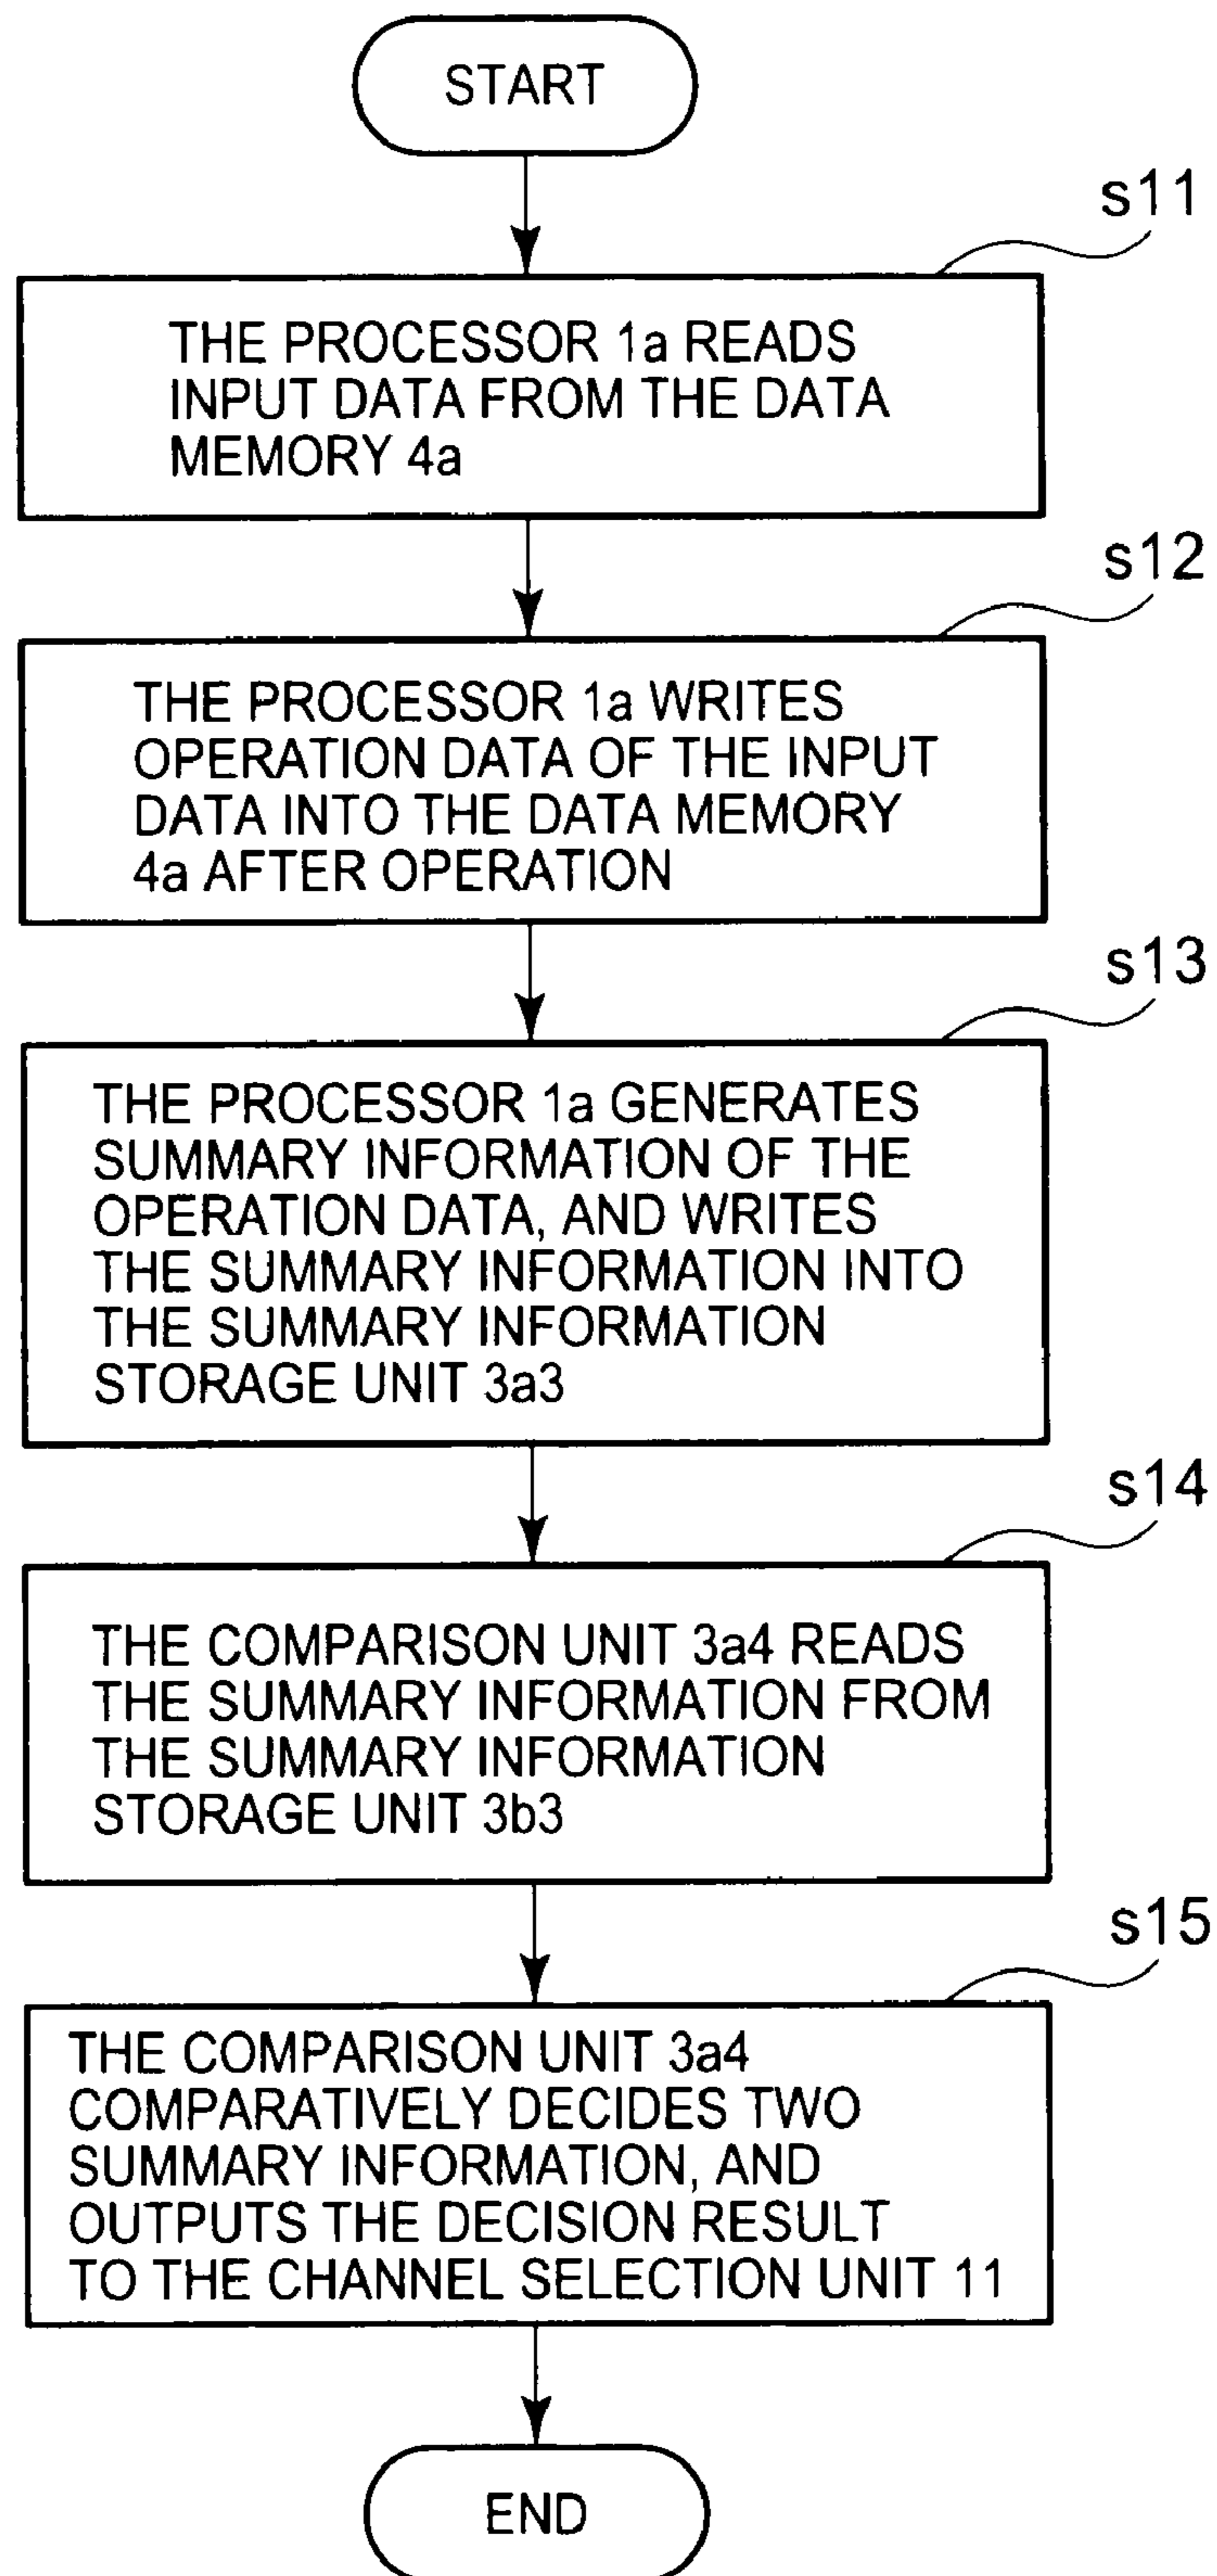 START
s11
THE PROCESSOR 1a READS
INPUT DATA FROM THE DATA
MEMORY 4a
s12
THE PROCESSOR 1a WRITES
OPERATION DATA OF THE INPUT
DATA INTO THE DATA MEMORY
4a AFTER OPERATION
s13
THE PROCESSOR 1a GENERATES
SUMMARY INFORMATION OF THE
OPERATION DATA, AND WRITES
THE SUMMARY INFORMATION INTO
THE SUMMARY INFORMATION
STORAGE UNIT 3a3
s14
THE COMPARISON UNIT 3a4 READS
THE SUMMARY INFORMATION FROM
THE SUMMARY INFORMATION
STORAGE UNIT 3b3
s15
THE COMPARISON UNIT 3a4
COMPARATIVELY DECIDES TWO
SUMMARY INFORMATION, AND
OUTPUTS THE DECISION RESULT
TO THE CHANNEL SELECTION UNIT 11
END